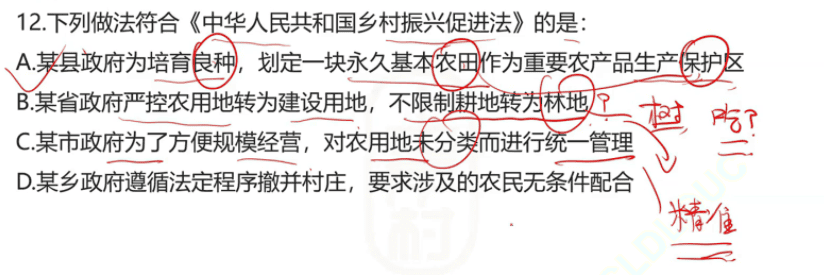 12.下列做法符合《中华人民共和国乡村振兴促进法》的是：
A.某县政府为培育良种，划定一块永久基本农田作为重要农产品生产保护区
B.某省政府严控农用地转为建设用地，不限制耕地转为林地
？ 树 吃？
C.某市政府为了方便规模经营，对农用地未分类而进行统一管理
D.某乡政府遵循法定程序撤并村庄，要求涉及的农民无条件配合
精准
村